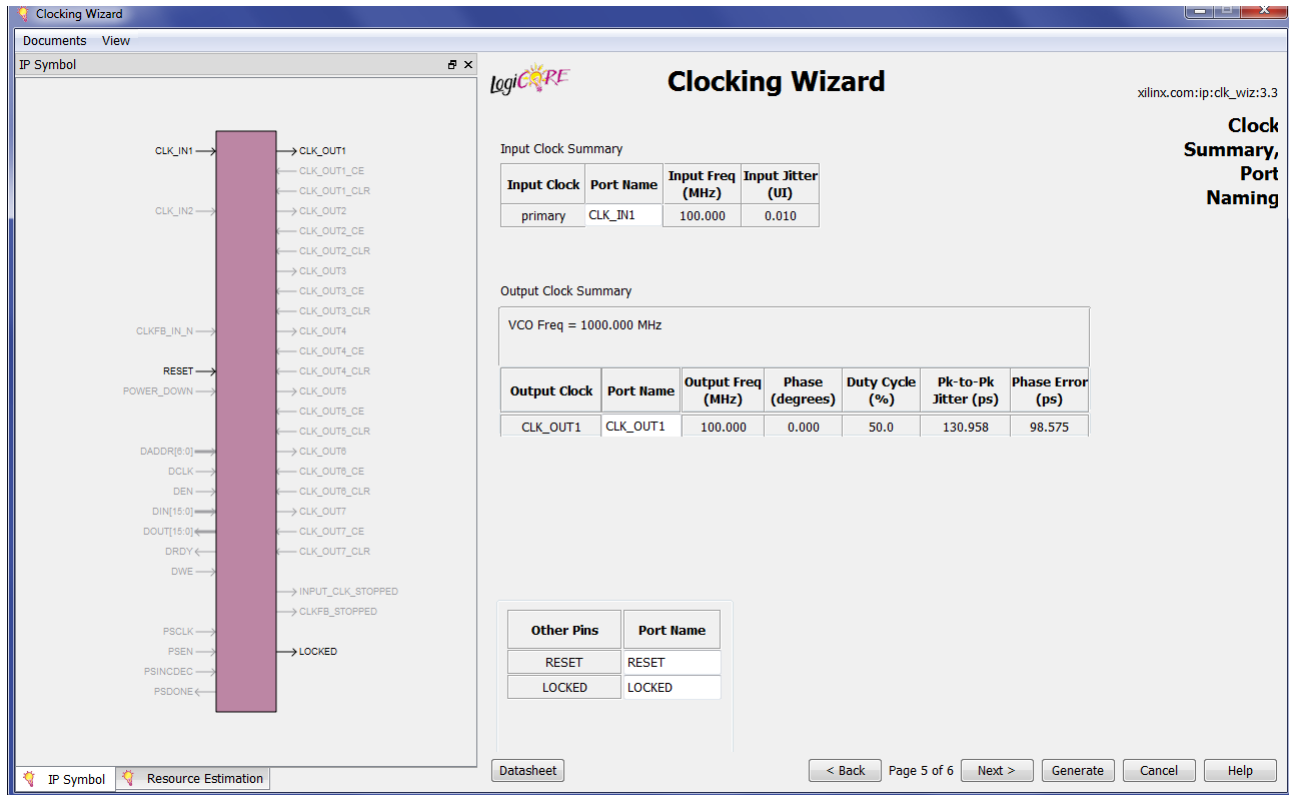 Clocking Wizard
Documents View
IP Symbol
CLK_IN1
CLK_OUT1
CLK_OUT1_CE
CLK_OUT1_CLR
CLK_IN2
CLK_OUT2
CLK_OUT2_CE
CLK_OUT2_CLR
CLK_OUT3
CLK_OUT3_CE
CLK_OUT3_CLR
CLKFB_IN_N
CLK_OUT4
CLK_OUT4_CE
RESET
CLK_OUT4_CLR
POWER_DOWN
CLK_OUT5
CLK_OUT5_CE
CLK_OUT5_CLR
DADDR[6:0]
CLK_OUT6
DCLK
CLK_OUT6_CE
DEN
CLK_OUT6_CLR
DIN[15:0]
CLK_OUT7
DOUT[15:0]
CLK_OUT7_CE
DRDY
CLK_OUT7_CLR
DWE
INPUT_CLK_STOPPED
CLKFB_STOPPED
PSCLK
PSEN
LOCKED
PSINCDEC
PSDONE
IP Symbol
Resource Estimation
LogiCORE
Clocking Wizard
xilinx.com:ip:clk_wiz:3.3
Clock
Summary,
Port
Naming
Input Clock Summary
Input Clock Port Name Input Freq (MHz) Input Jitter (UI)
primary CLK_IN1 100.000 0.010
Output Clock Summary
VCO Freq = 1000.000 MHz
Output Clock Port Name Output Freq (MHz) Phase (degrees) Duty Cycle (%) Pk-to-Pk Jitter (ps) Phase Error (ps)
CLK_OUT1 CLK_OUT1 100.000 0.000 50.0 130.958 98.575
Other Pins Port Name
RESET RESET
LOCKED LOCKED
Datasheet
< Back Page 5 of 6 Next > Generate Cancel Help